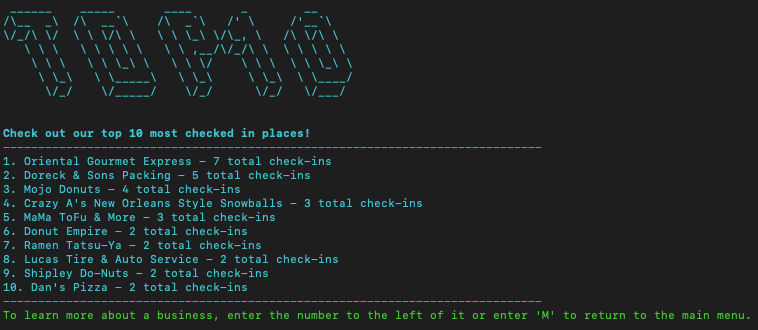 TOP 10
Check out our top 10 most checked in places!
1. Oriental Gourmet Express – 7 total check-ins
2. Doreck & Sons Packing – 5 total check-ins
3. Mojo Donuts – 4 total check-ins
4. Crazy A's New Orleans Style Snowballs – 3 total check-ins
5. MaMa ToFu & More – 3 total check-ins
6. Donut Empire – 2 total check-ins
7. Ramen Tatsu-Ya – 2 total check-ins
8. Lucas Tire & Auto Service – 2 total check-ins
9. Shipley Do-Nuts – 2 total check-ins
10. Dan's Pizza – 2 total check-ins
To learn more about a business, enter the number to the left of it or enter 'M' to return to the main menu.